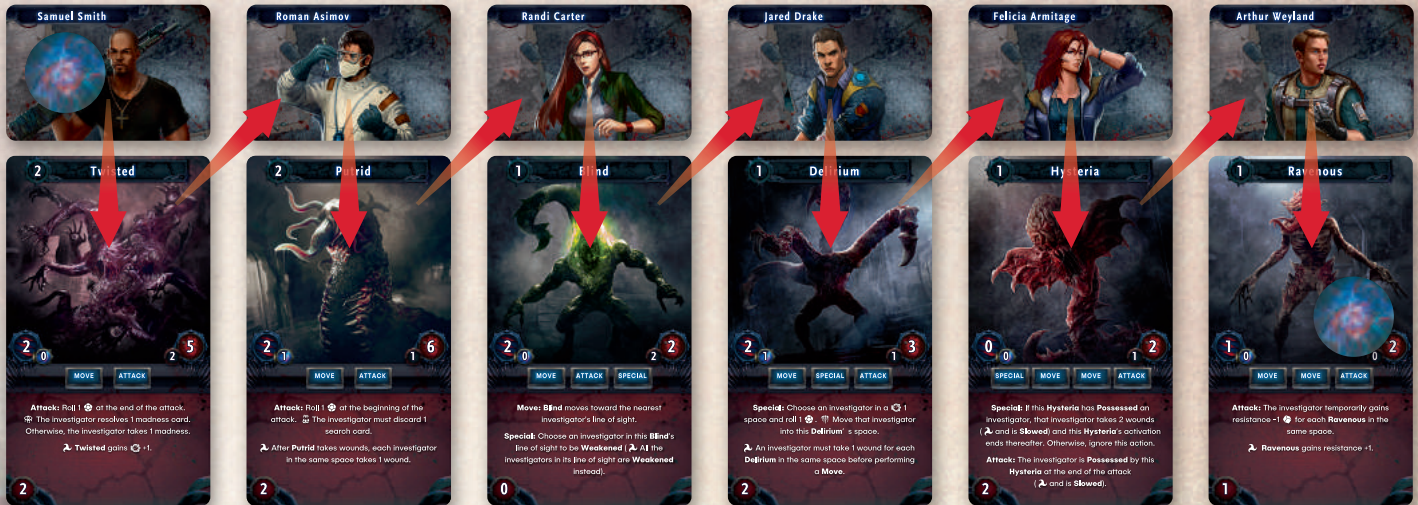 Samuel Smith
Roman Asimov
Randi Carter
Jared Drake
Felicia Armitage
Arthur Weyland
2
Twisted
2 0
2 5
MOVE ATTACK
Attack: Roll 1 at the end of the attack.
The investigator resolves 1 madness card.
Otherwise, the investigator takes 1 madness.
Twisted gains +1.
2
2
Putrid
2 1
1 6
MOVE ATTACK
Attack: Roll 1 at the beginning of the
attack. The investigator must discard 1
search card.
After Putrid takes wounds, each investigator
in the same space takes 1 wound.
2
1
Blind
2 0
2 2
MOVE ATTACK SPECIAL
Move: Blind moves toward the nearest
investigator's line of sight.
Special: Choose an investigator in this Blind's
line of sight to be Weakened ( All the
investigators in its line of sight are Weakened
instead).
0
1
Delirium
2 1
1 3
MOVE SPECIAL ATTACK
Special: Choose an investigator in a 1
space and roll 1 . Move that investigator
into this Delirium' s space.
An investigator must take 1 wound for each
Delirium in the same space before performing
a Move.
2
1
Hysteria
0 0
1 2
SPECIAL MOVE MOVE ATTACK
Special: If this Hysteria has Possessed an
investigator, that investigator takes 2 wounds
( and is Slowed) and this Hysteria's activation
ends thereafter. Otherwise, ignore this action.
Attack: The investigator is Possessed by this
Hysteria at the end of the attack
( and is Slowed).
2
1
Ravenous
1 0
0 2
MOVE MOVE ATTACK
Attack: The investigator temporarily gains
resistance -1 for each Ravenous in the
same space.
Ravenous gains resistance +1.
1